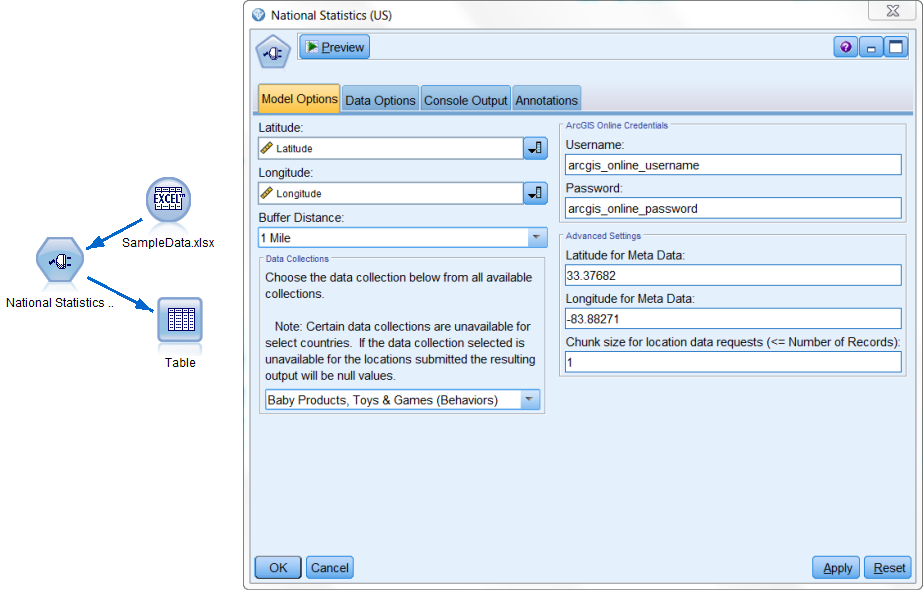 EXCEL™
SampleData.xlsx
National Statistics ..
Table
National Statistics (US)
Preview
Model Options
Data Options
Console Output
Annotations
Latitude:
Latitude
Longitude:
Longitude
Buffer Distance:
1 Mile
Data Collections
Choose the data collection below from all available
collections.
Note: Certain data collections are unavailable for
select countries. If the data collection selected is
unavailable for the locations submitted the resulting
output will be null values.
Baby Products, Toys & Games (Behaviors)
ArcGIS Online Credentials
Username:
arcgis_online_username
Password:
arcgis_online_password
Advanced Settings
Latitude for Meta Data:
33.37682
Longitude for Meta Data:
-83.88271
Chunk size for location data requests (<= Number of Records):
1
OK
Cancel
Apply
Reset